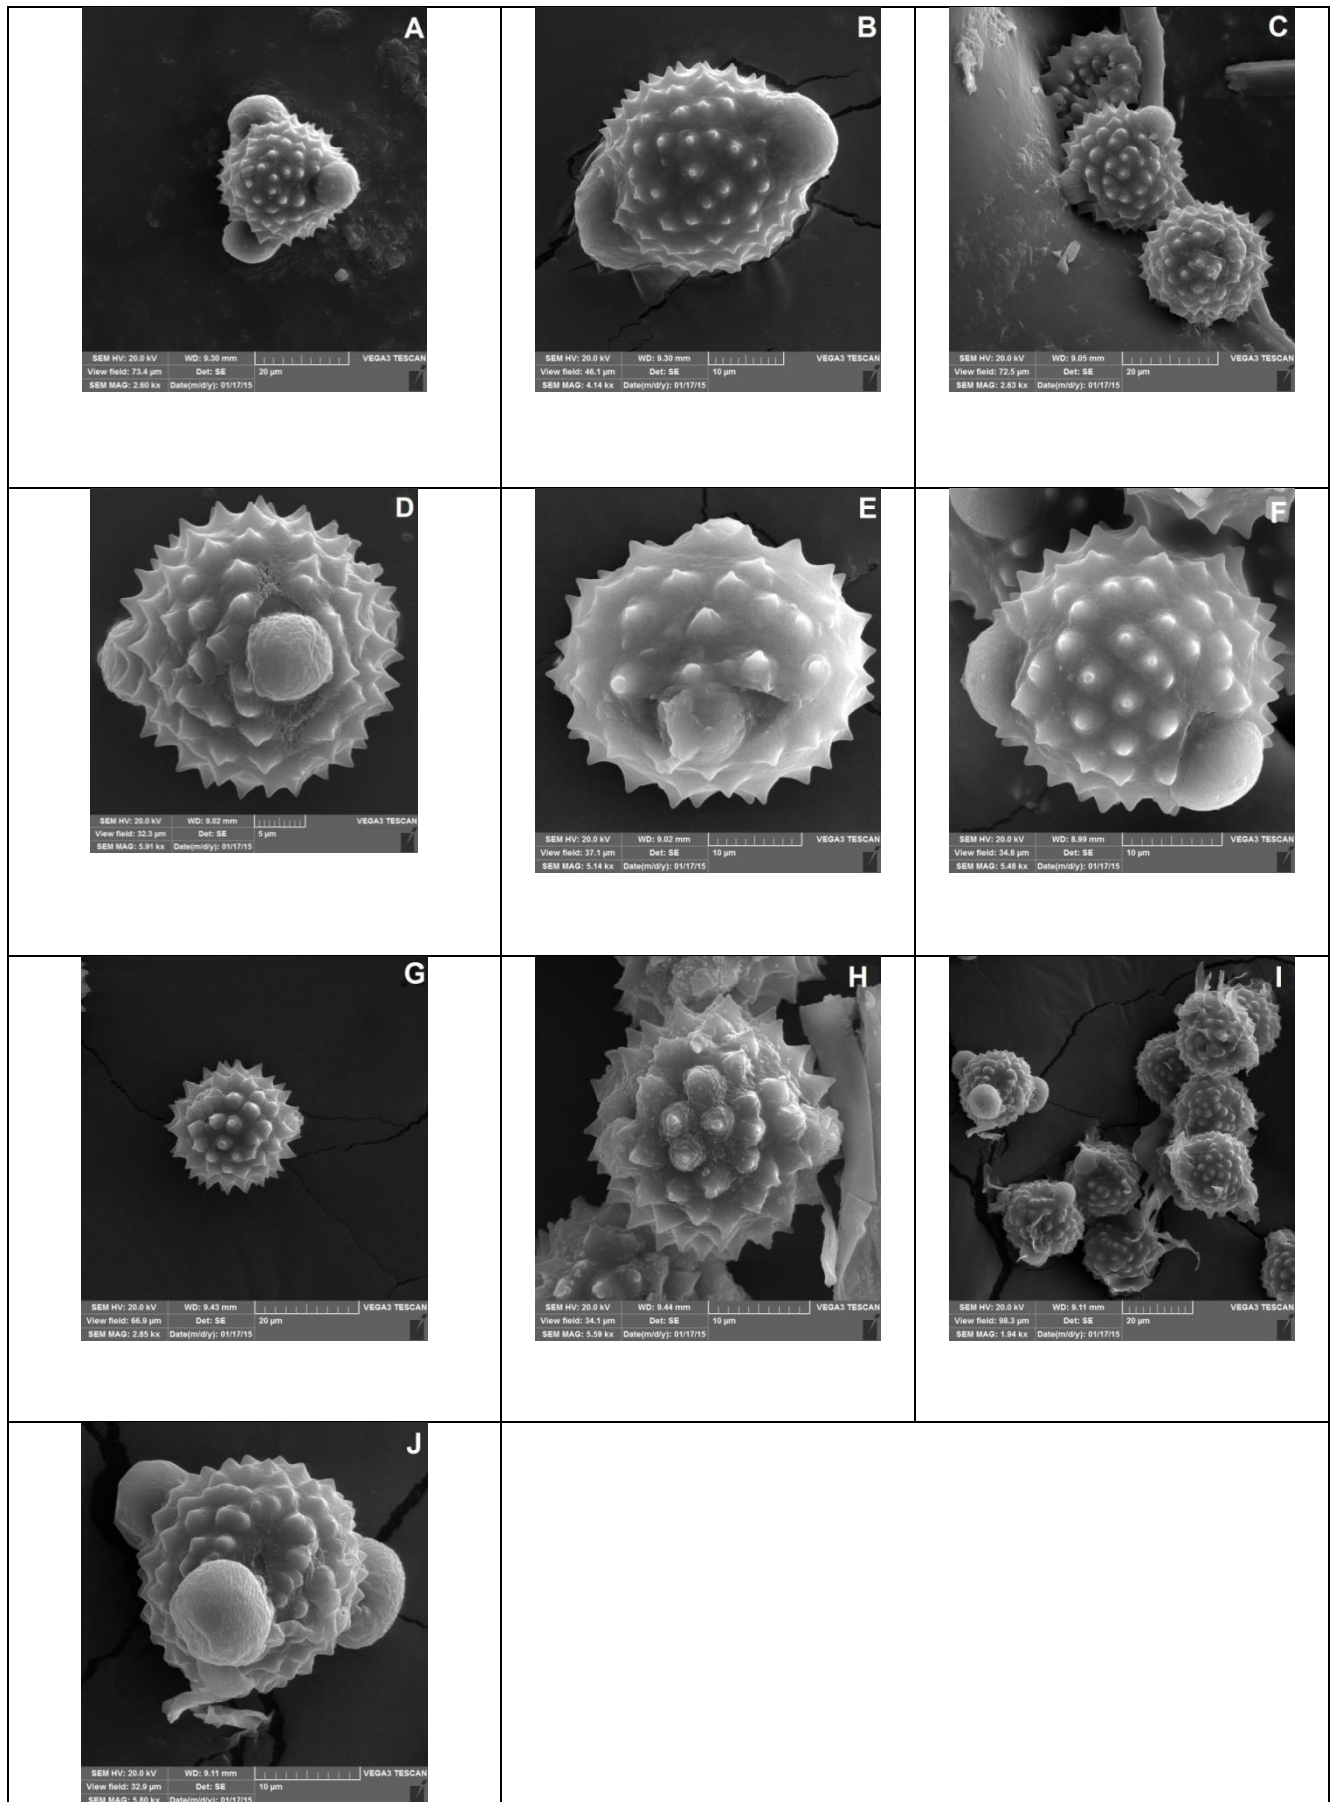 A
SEM HV: 20.0 kV WD: 9.30 mm VEGA3 TESCAN
View field: 73.4 µm Det: SE 20 µm
SEM MAG: 2.60 kx Date(m/d/y): 01/17/15
B
SEM HV: 20.0 kV WD: 9.30 mm VEGA3 TESCAN
View field: 46.1 µm Det: SE 10 µm
SEM MAG: 4.14 kx Date(m/d/y): 01/17/15
C
SEM HV: 20.0 kV WD: 9.05 mm VEGA3 TESCAN
View field: 72.5 µm Det: SE 20 µm
SEM MAG: 2.63 kx Date(m/d/y): 01/17/15
D
SEM HV: 20.0 kV WD: 9.02 mm VEGA3 TESCAN
View field: 32.3 µm Det: SE 5 µm
SEM MAG: 5.91 kx Date(m/d/y): 01/17/15
E
SEM HV: 20.0 kV WD: 9.02 mm VEGA3 TESCAN
View field: 37.1 µm Det: SE 10 µm
SEM MAG: 5.14 kx Date(m/d/y): 01/17/15
F
SEM HV: 20.0 kV WD: 8.99 mm VEGA3 TESCAN
View field: 34.8 µm Det: SE 10 µm
SEM MAG: 5.48 kx Date(m/d/y): 01/17/15
G
SEM HV: 20.0 kV WD: 9.43 mm VEGA3 TESCAN
View field: 66.9 µm Det: SE 20 µm
SEM MAG: 2.85 kx Date(m/d/y): 01/17/15
H
SEM HV: 20.0 kV WD: 9.44 mm VEGA3 TESCAN
View field: 34.1 µm Det: SE 10 µm
SEM MAG: 5.59 kx Date(m/d/y): 01/17/15
I
SEM HV: 20.0 kV WD: 9.11 mm VEGA3 TESCAN
View field: 98.3 µm Det: SE 20 µm
SEM MAG: 1.94 kx Date(m/d/y): 01/17/15
J
SEM HV: 20.0 kV WD: 9.11 mm VEGA3 TESCAN
View field: 32.9 µm Det: SE 10 µm
SEM MAG: 5.80 kx Date(m/d/y): 01/17/15